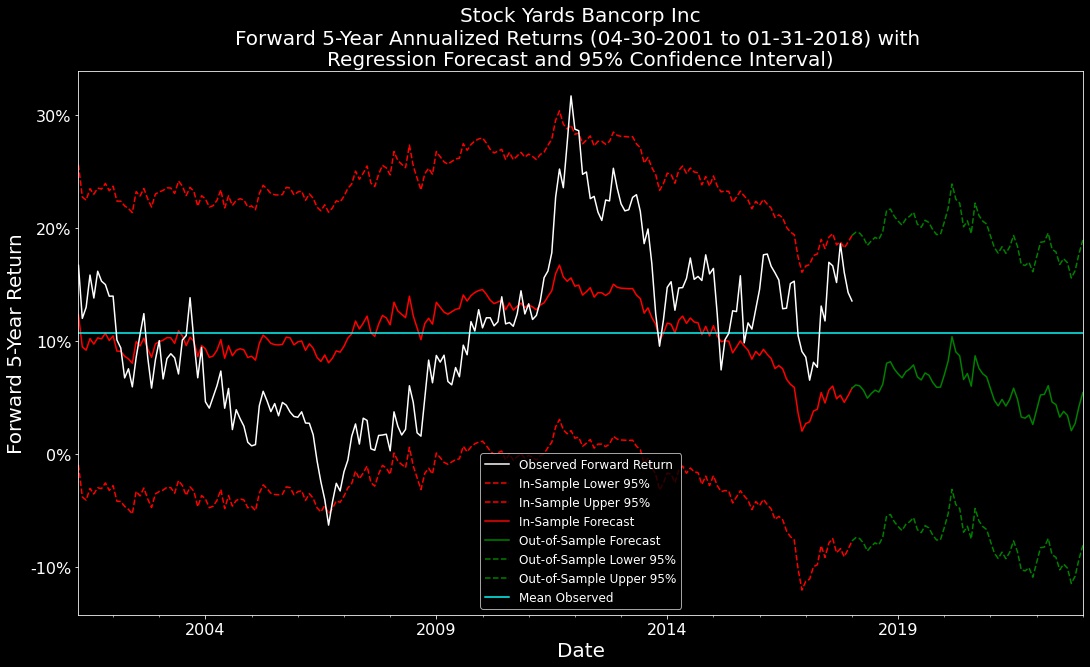 Stock Yards Bancorp Inc
Forward 5-Year Annualized Returns (04-30-2001 to 01-31-2018) with
Regression Forecast and 95% Confidence Interval)
Forward 5-Year Return
30%
20%
10%
0%
-10%
Observed Forward Return
In-Sample Lower 95%
In-Sample Upper 95%
In-Sample Forecast
Out-of-Sample Forecast
Out-of-Sample Lower 95%
Out-of-Sample Upper 95%
Mean Observed
2004
2009
2014
2019
Date